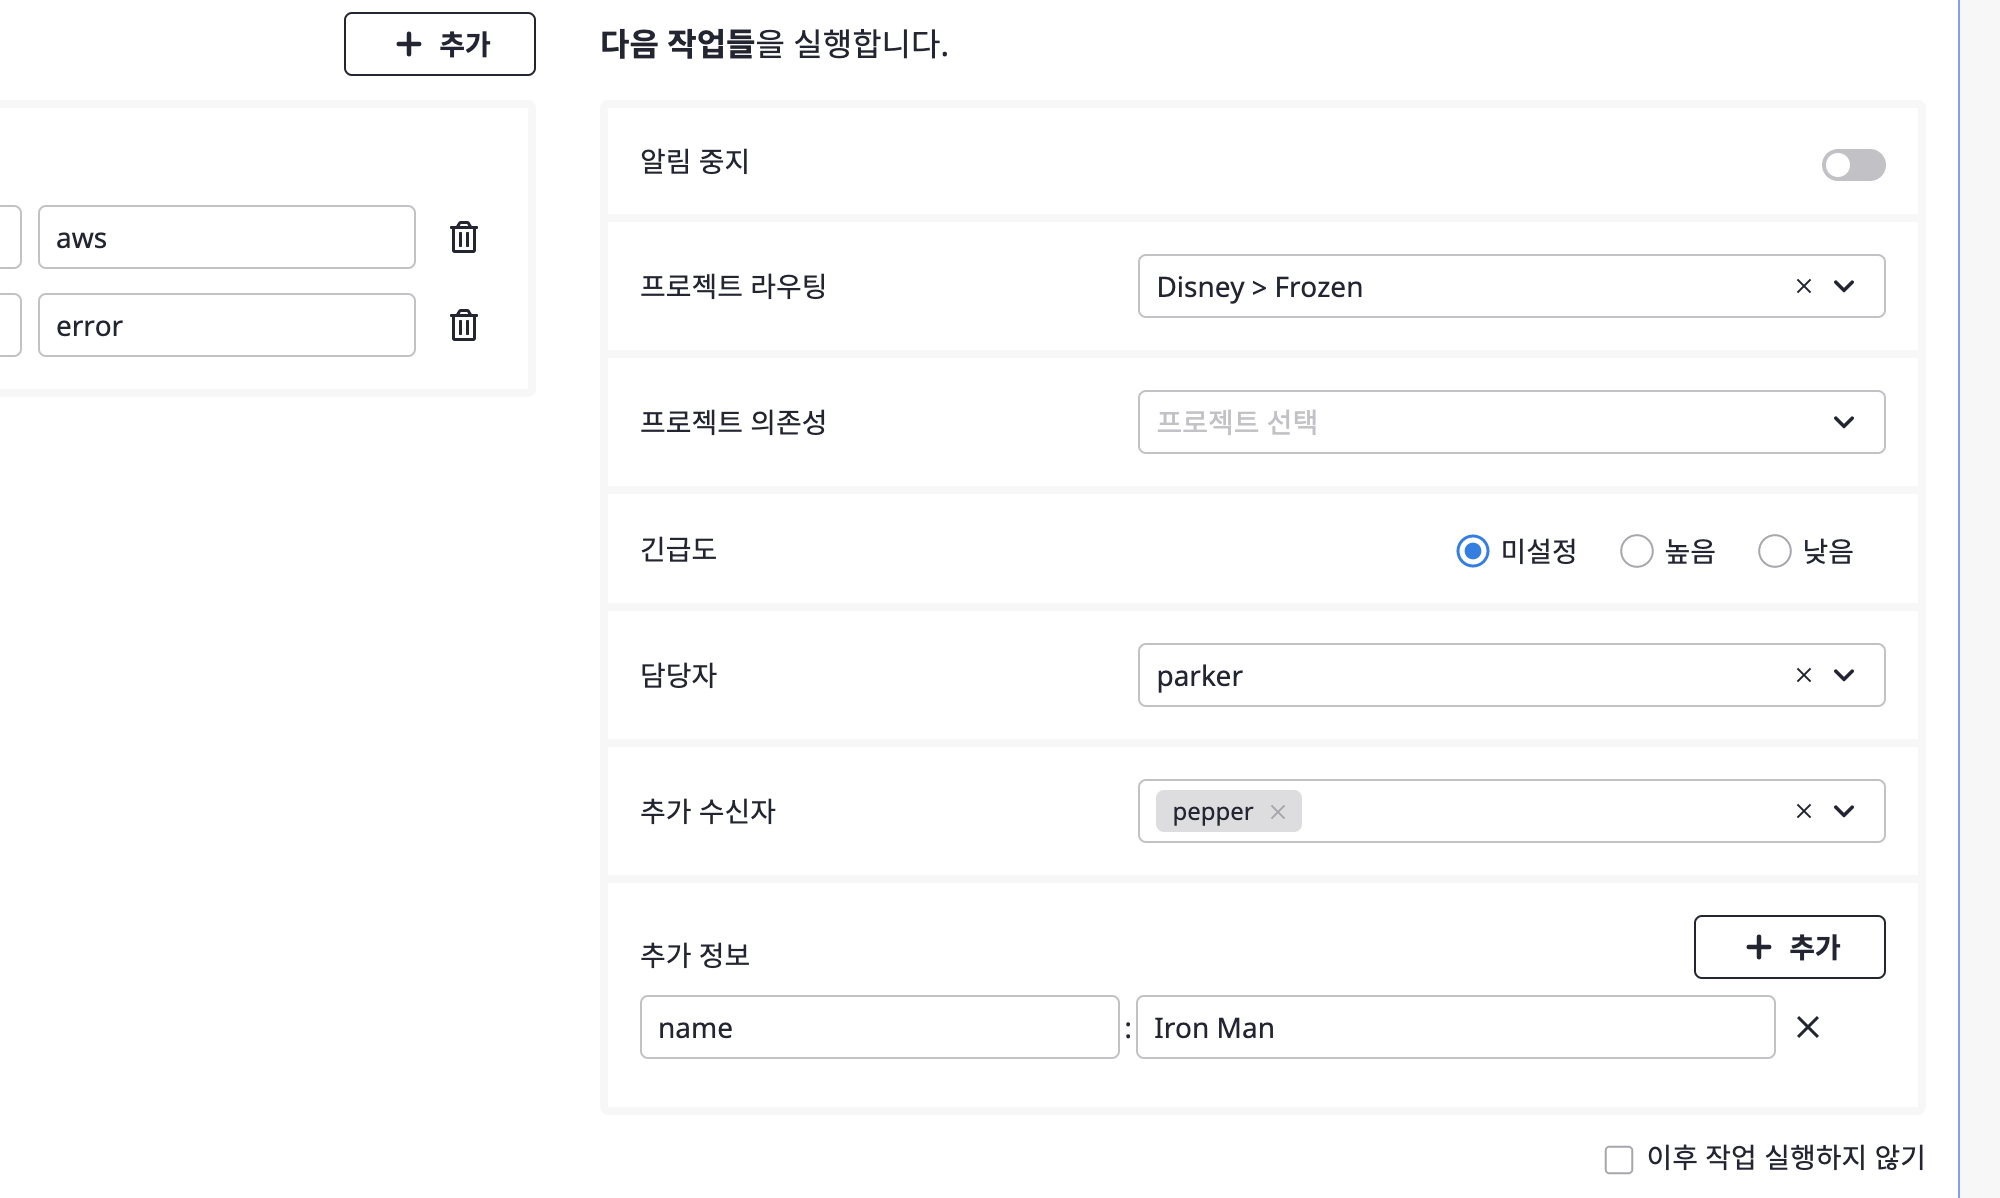 + 추가
aws
error
다음 작업들을 실행합니다.
알림 중지
프로젝트 라우팅
Disney > Frozen
프로젝트 의존성
프로젝트 선택
긴급도
미설정 높음 낮음
담당자
parker
추가 수신자
pepper
추가 정보
+ 추가
name : Iron Man
이후 작업 실행하지 않기